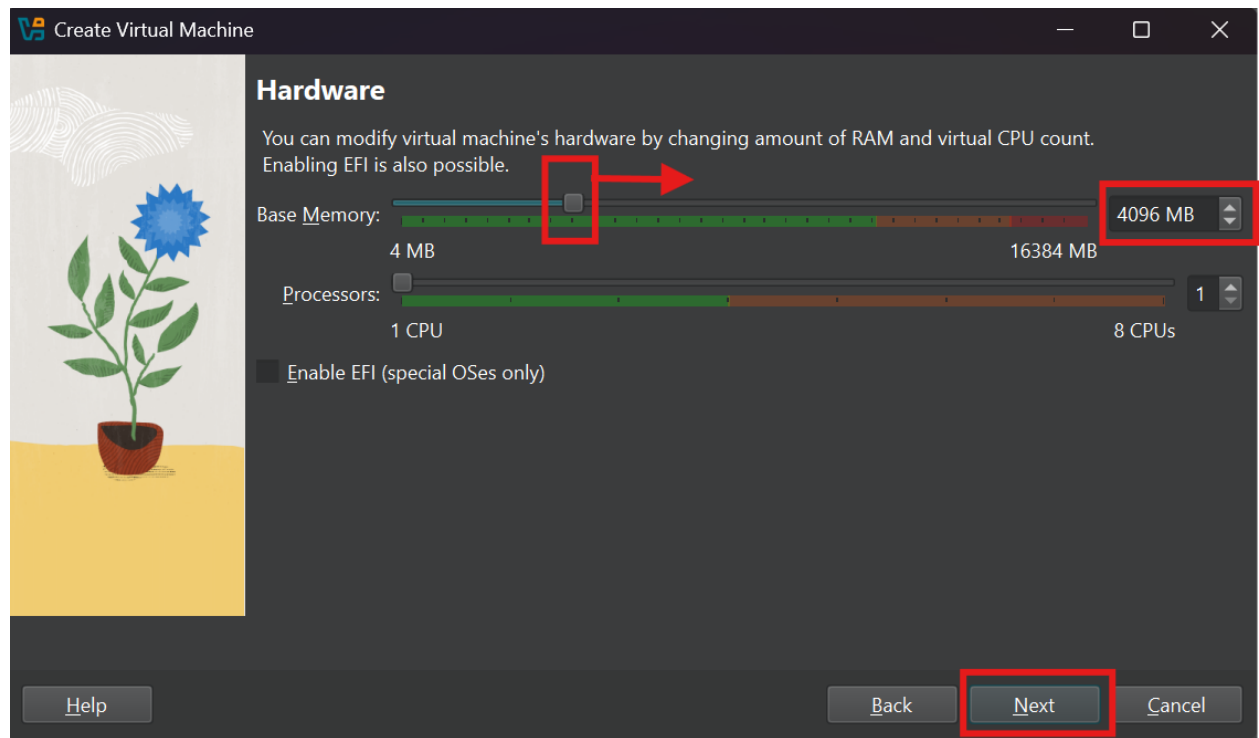 Create Virtual Machine
Hardware
You can modify virtual machine's hardware by changing amount of RAM and virtual CPU count.
Enabling EFI is also possible.
Base Memory:
4096 MB
4 MB
16384 MB
Processors:
1
1 CPU
8 CPUs
Enable EFI (special OSes only)
Help
Back
Next
Cancel